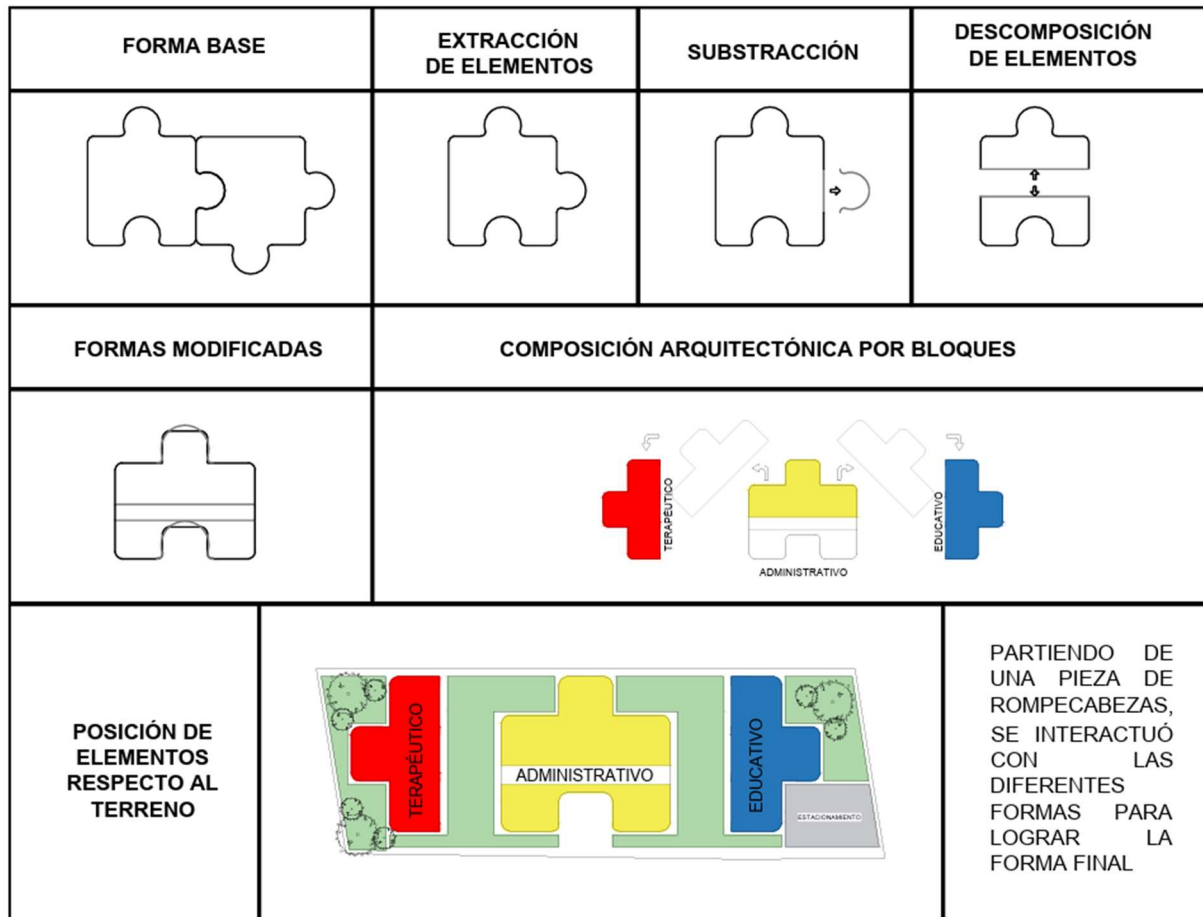 FORMA BASE
EXTRACCIÓN
DE ELEMENTOS
SUBSTRACCIÓN
DESCOMPOSICIÓN
DE ELEMENTOS
FORMAS MODIFICADAS
COMPOSICIÓN ARQUITECTÓNICA POR BLOQUES
TERAPÉUTICO
ADMINISTRATIVO
EDUCATIVO
POSICIÓN DE
ELEMENTOS
RESPECTO AL
TERRENO
TERAPÉUTICO
ADMINISTRATIVO
EDUCATIVO
ESTACIONAMIENTO
PARTIENDO DE
UNA PIEZA DE
ROMPECABEZAS,
SE INTERACTUÓ
CON LAS
DIFERENTES
FORMAS PARA
LOGRAR LA
FORMA FINAL